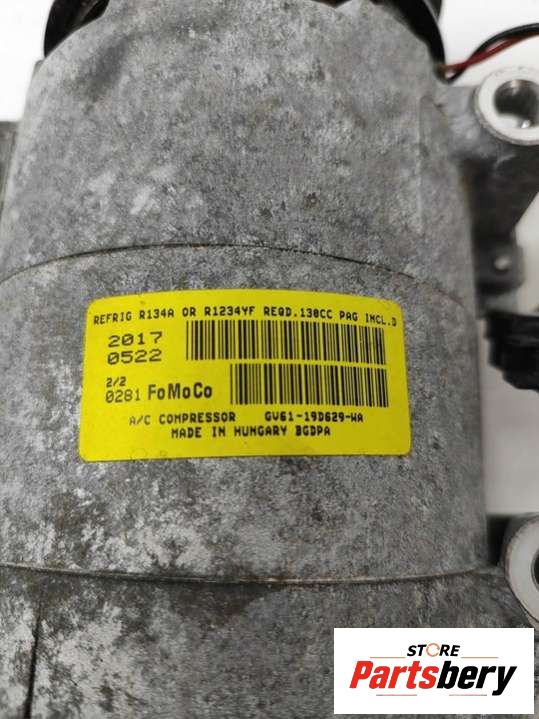 REFRIG R134A OR R1234YF REQD.130CC PAG INCL.D
2017
0522
2/2
0281 FoMoCo
A/C COMPRESSOR GV61-19D629-WA
MADE IN HUNGARY BGDPA
STORE
Partsbery